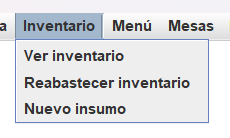 a Inventario Menú Mesas
Ver inventario
Reabastecer inventario
Nuevo insumo